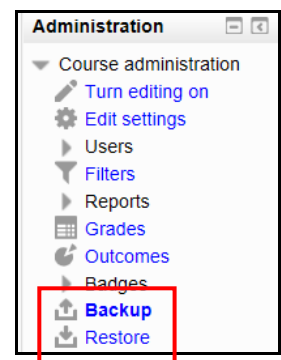 Administration
Course administration
Turn editing on
Edit settings
Users
Filters
Reports
Grades
Outcomes
Badges
Backup
Restore